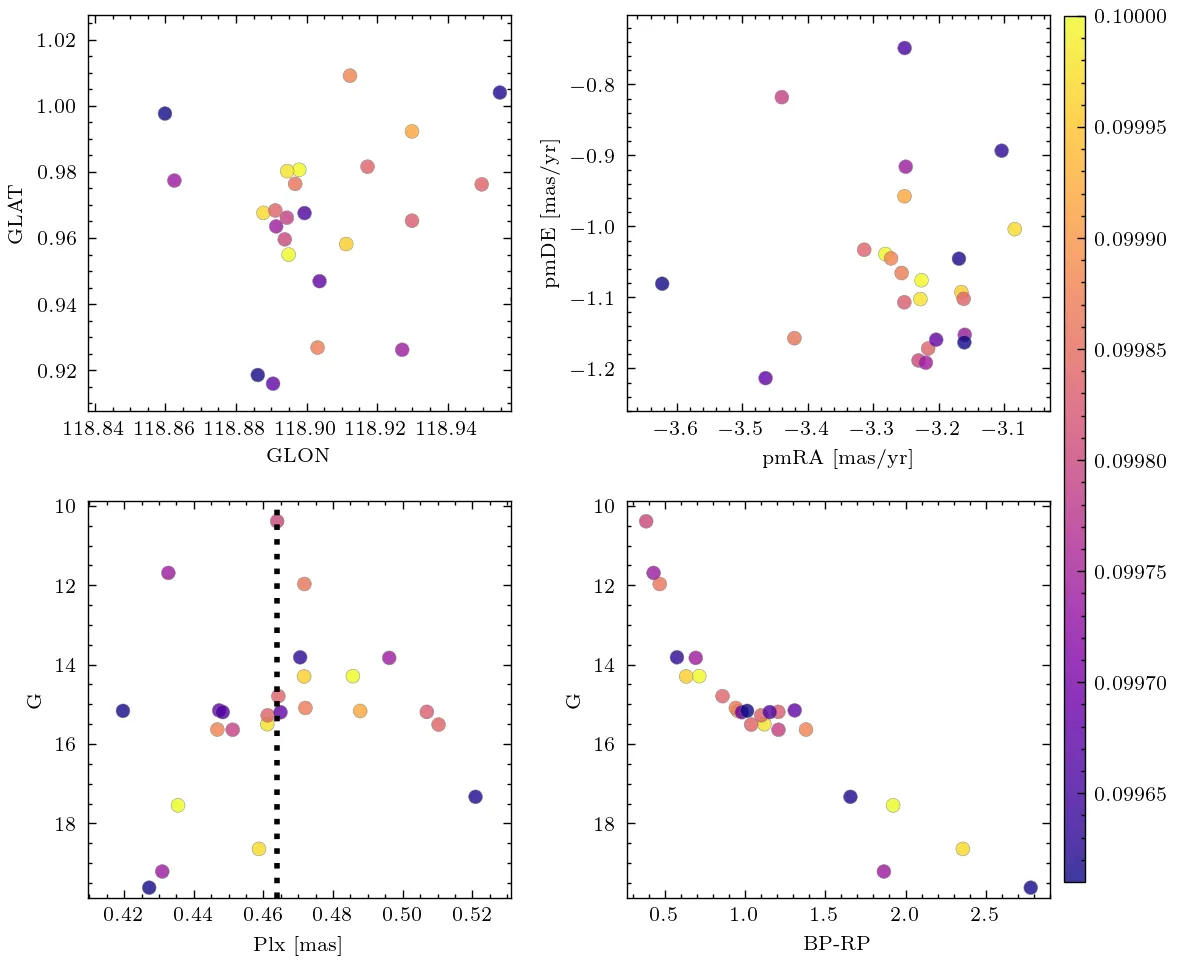 1.02
1.00
0.98
0.96
0.94
0.92
GLAT
118.84 118.86 118.88 118.90 118.92 118.94
GLON
−0.8
−0.9
−1.0
−1.1
−1.2
pmDE [mas/yr]
−3.6 −3.5 −3.4 −3.3 −3.2 −3.1
pmRA [mas/yr]
0.10000
0.09995
0.09990
0.09985
0.09980
0.09975
0.09970
0.09965
10
12
14
16
18
G
0.42 0.44 0.46 0.48 0.50 0.52
Plx [mas]
10
12
14
16
18
G
0.5 1.0 1.5 2.0 2.5
BP-RP